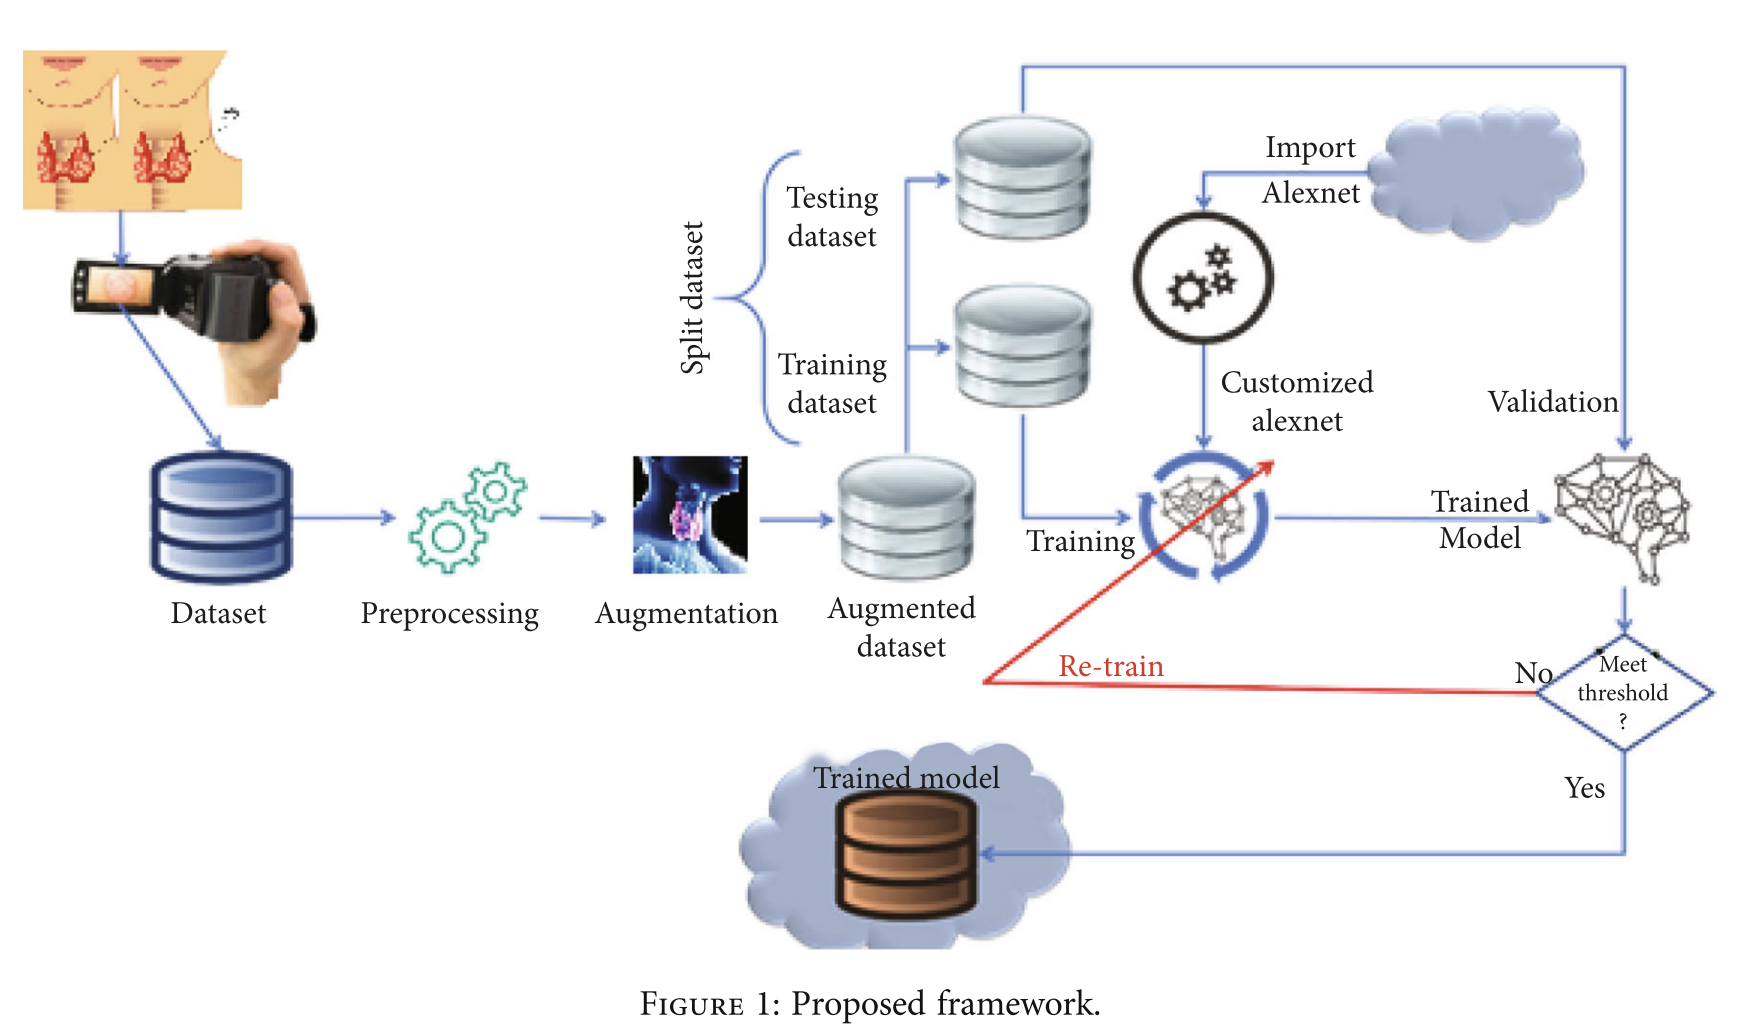 Import
Alexnet
Testing
dataset
Split dataset
Training
dataset
Customized
alexnet
Validation
Trained
Model
Training
Dataset
Preprocessing
Augmentation
Augmented
dataset
Re-train
No
Meet
threshold
?
Yes
Trained model
FIGURE 1: Proposed framework.